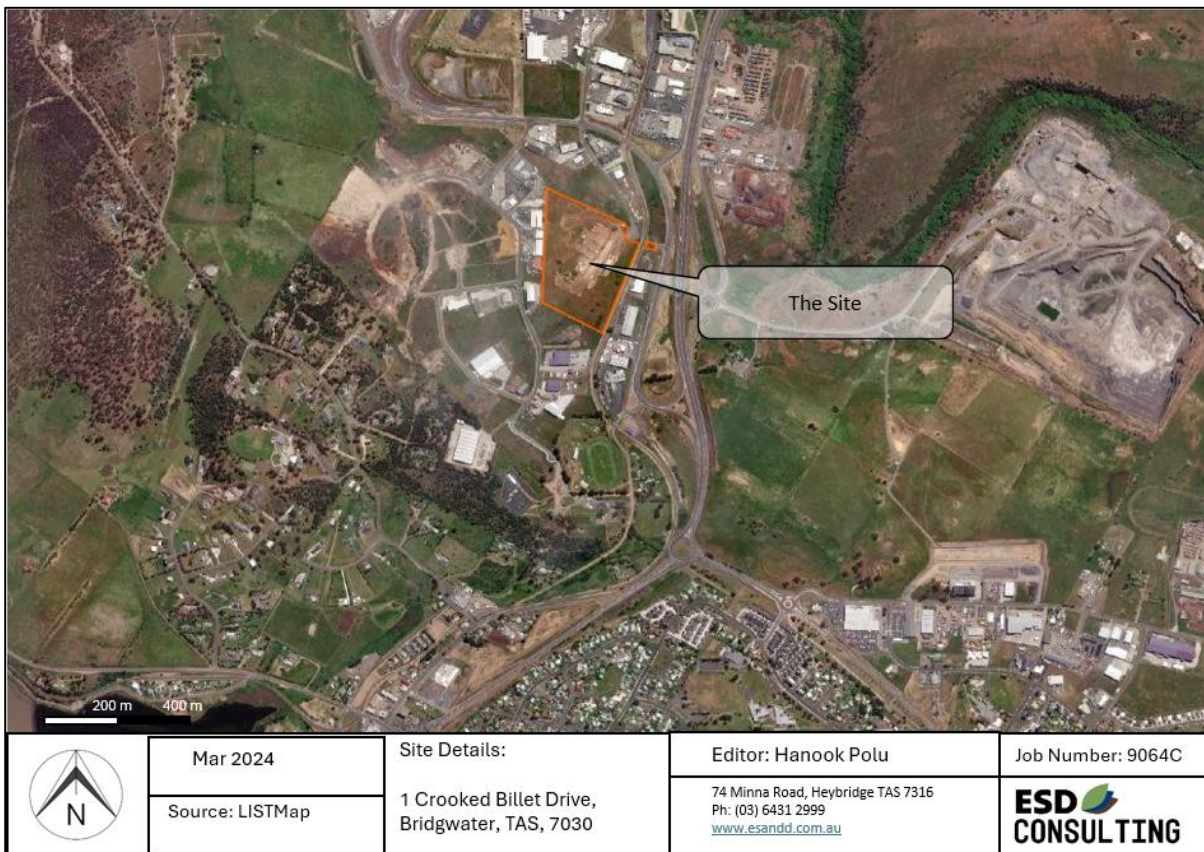 The Site
200 m 400 m
N
Mar 2024
Source: LISTMap
Site Details:
1 Crooked Billet Drive,
Bridgwater, TAS, 7030
Editor: Hanook Polu
74 Minna Road, Heybridge TAS 7316
Ph: (03) 6431 2999
www.esandd.com.au
Job Number: 9064C
ESD
CONSULTING